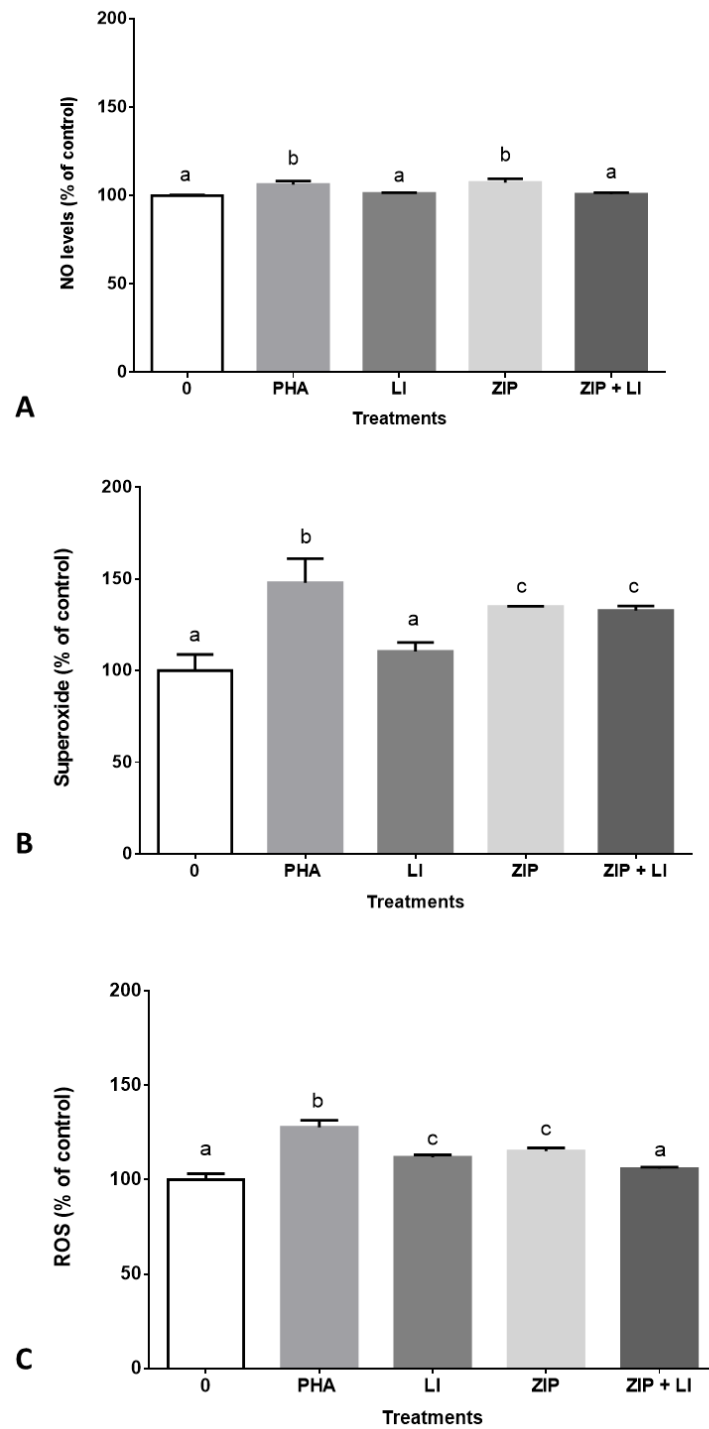 200
150
100
50
0
NO levels (% of control)
a b a b a
0 PHA LI ZIP ZIP + LI
Treatments
A
200
150
100
50
0
Superoxide (% of control)
a b a c c
0 PHA LI ZIP ZIP + LI
Treatments
B
200
150
100
50
0
ROS (% of control)
a b c c a
0 PHA LI ZIP ZIP + LI
Treatments
C